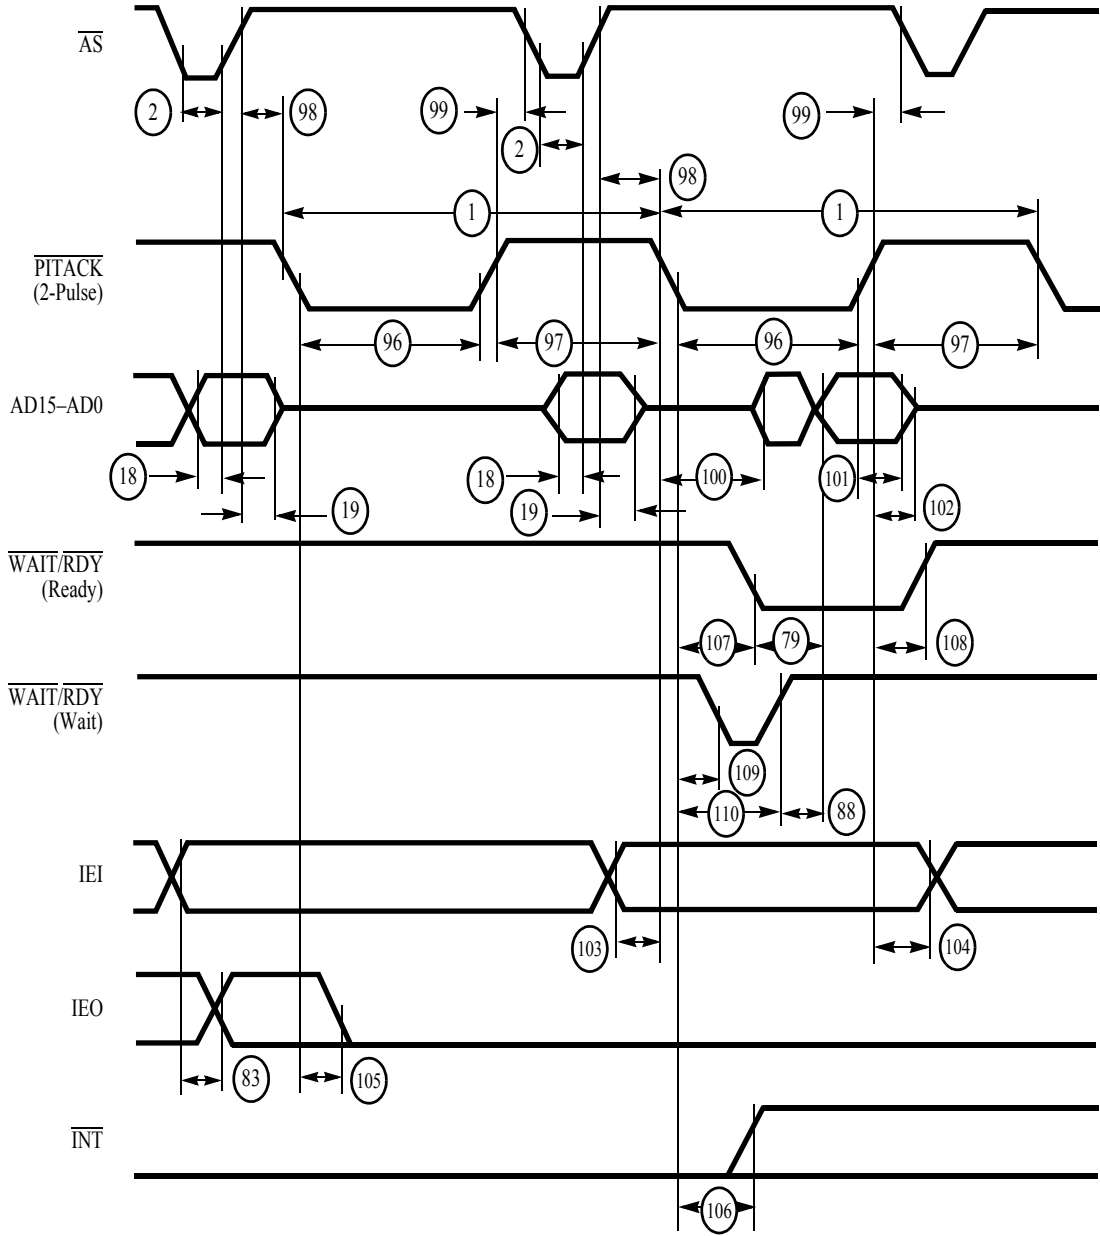 AS
2
98
99
2
99
98
1
1
PITACK
(2-Pulse)
96
97
96
97
AD15–AD0
18
19
18
19
100
101
102
WAIT/RDY
(Ready)
107
79
108
WAIT/RDY
(Wait)
109
110
88
IEI
103
104
IEO
83
105
INT
106